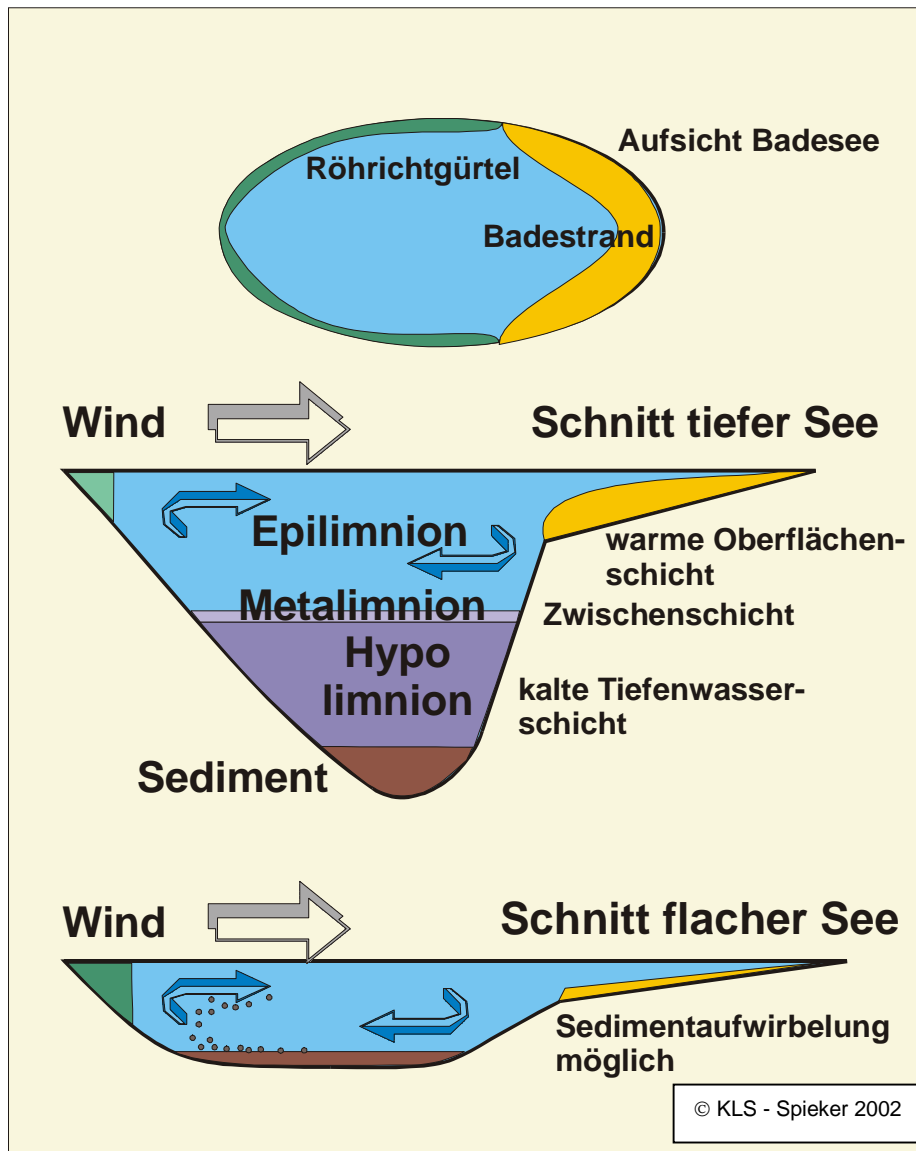 Aufsicht Badesee
Röhrichtgürtel
Badestrand
Wind
Schnitt tiefer See
Epilimnion
warme Oberflächen-
schicht
Metalimnion
Zwischenschicht
Hypo
limnion
kalte Tiefenwasser-
schicht
Sediment
Wind
Schnitt flacher See
Sedimentaufwirbelung
möglich
© KLS - Spieker 2002